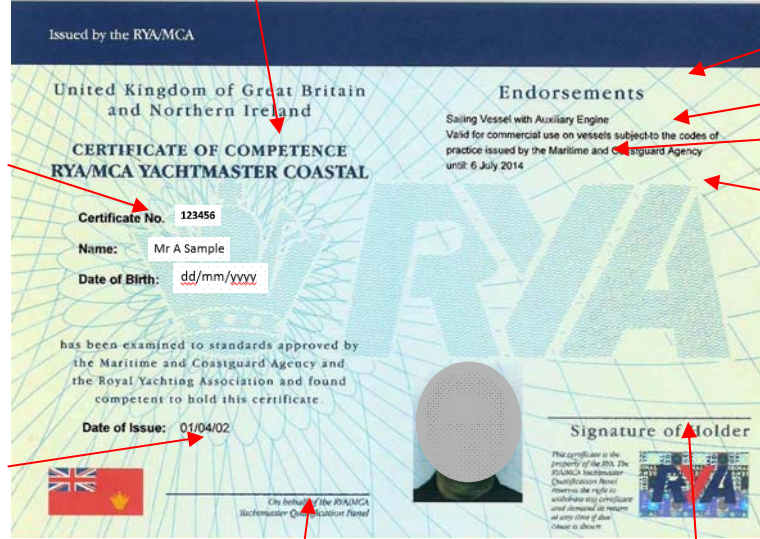 Issued by the RYA/MCA
United Kingdom of Great Britain
and Northern Ireland
CERTIFICATE OF COMPETENCE
RYA/MCA YACHTMASTER COASTAL
Certificate No. 123456
Name: Mr A Sample
Date of Birth: dd/mm/yyyy
has been examined to standards approved by
the Maritime and Coastguard Agency and
the Royal Yachting Association and found
competent to hold this certificate
Date of Issue: 01/04/02
On behalf of the RYA/MCA
Yachtmaster Qualification Panel
Endorsements
Sailing Vessel with Auxiliary Engine
Valid for commercial use on vessels subject to the codes of
practice issued by the Maritime and Coastguard Agency
until: 6 July 2014
RYA
Signature of Holder
This certificate is the
property of the RYA. The
RYA/MCA Yachtmaster
Qualification Panel
reserves the right to
withdraw this certificate
and demand its return
at any time if due
cause is shown
RYA